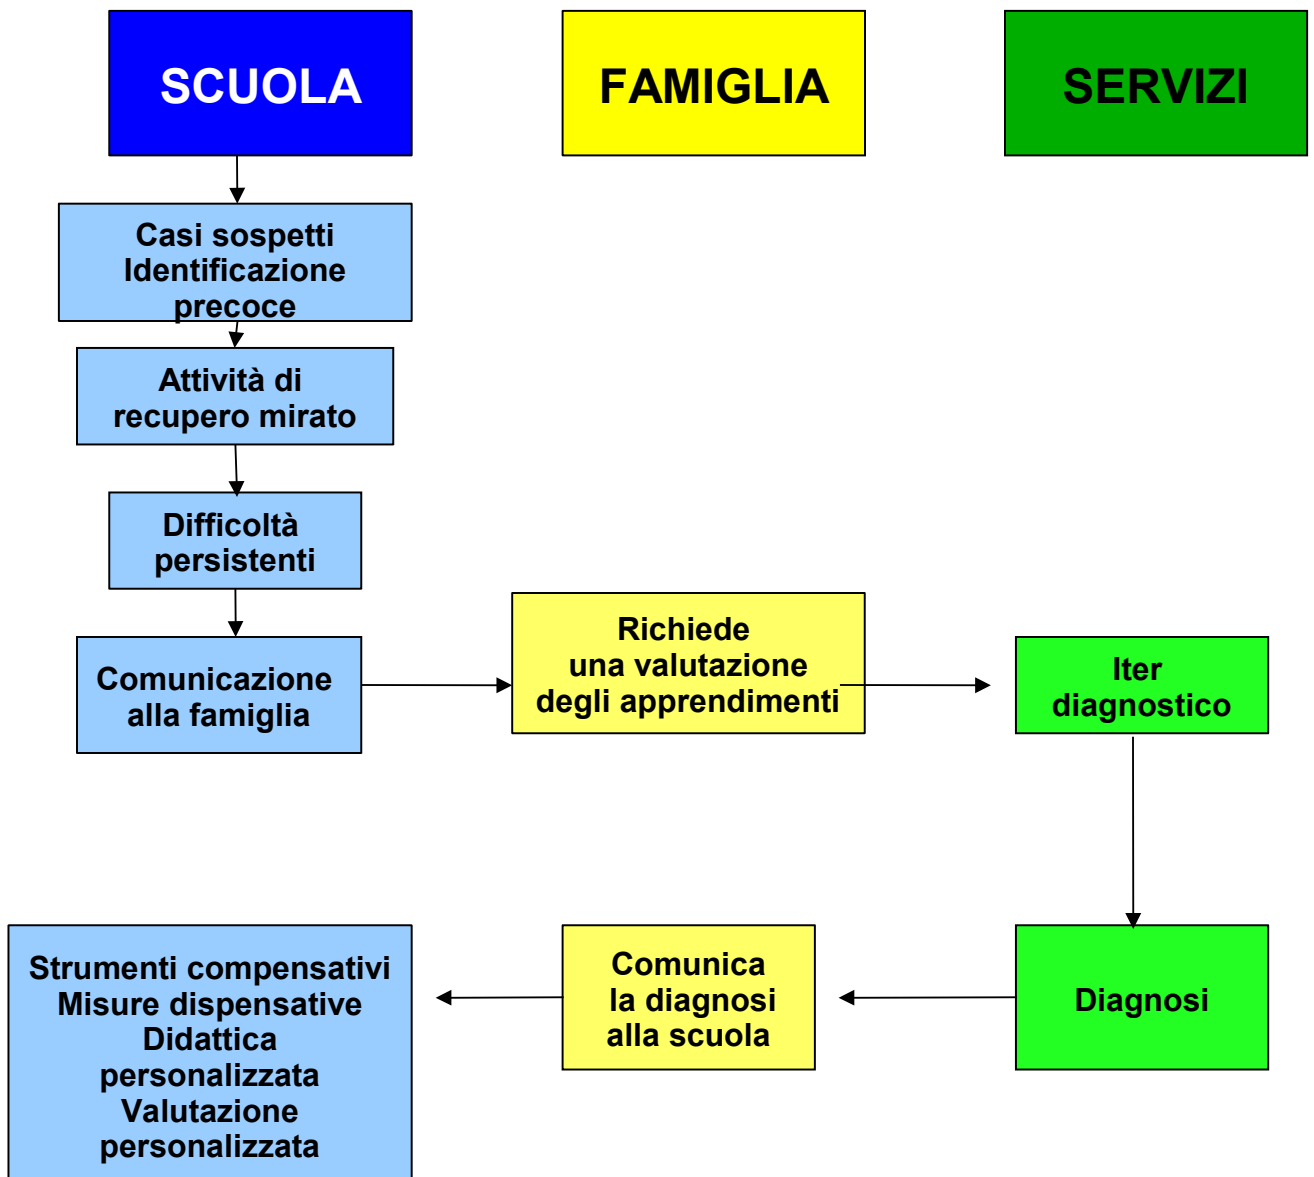 SCUOLA
FAMIGLIA
SERVIZI
Casi sospetti
Identificazione
precoce
Attività di
recupero mirato
Difficoltà
persistenti
Comunicazione
alla famiglia
Richiede
una valutazione
degli apprendimenti
Iter
diagnostico
Strumenti compensativi
Misure dispensative
Didattica
personalizzata
Valutazione
personalizzata
Comunica
la diagnosi
alla scuola
Diagnosi